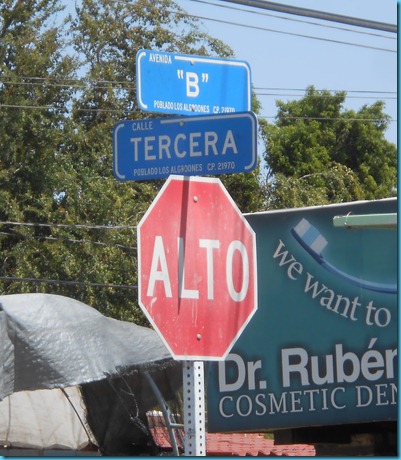 AVENIDA
"B"
POBLADO LOS ALGODONES CP. 21970
CALLE
TERCERA
POBLADO LOS ALGODONES CP. 21970
ALTO
we want to
Dr. Rubén
COSMETIC DEN